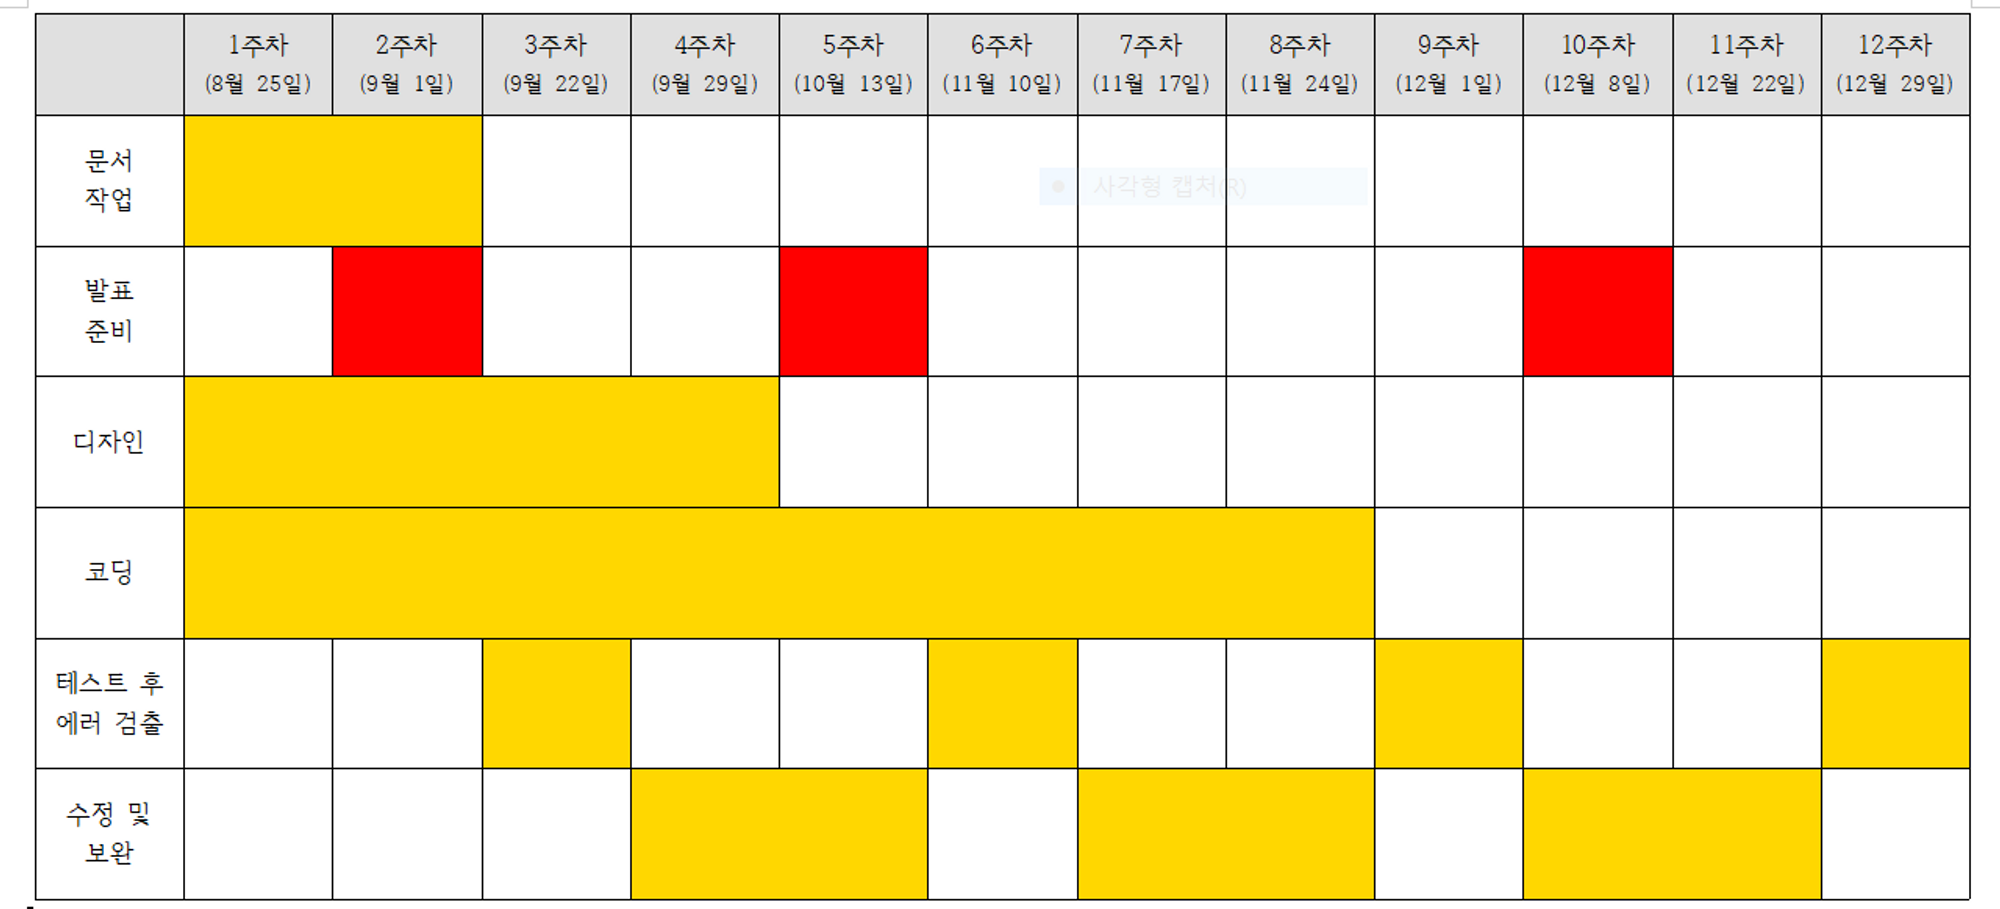 1주차 2주차 3주차 4주차 5주차 6주차 7주차 8주차 9주차 10주차 11주차 12주차
(8월 25일) (9월 1일) (9월 22일) (9월 29일) (10월 13일) (11월 10일) (11월 17일) (11월 24일) (12월 1일) (12월 8일) (12월 22일) (12월 29일)
문서
작업
사각형 캡처(R)
발표
준비
디자인
코딩
테스트 후
에러 검출
수정 및
보완